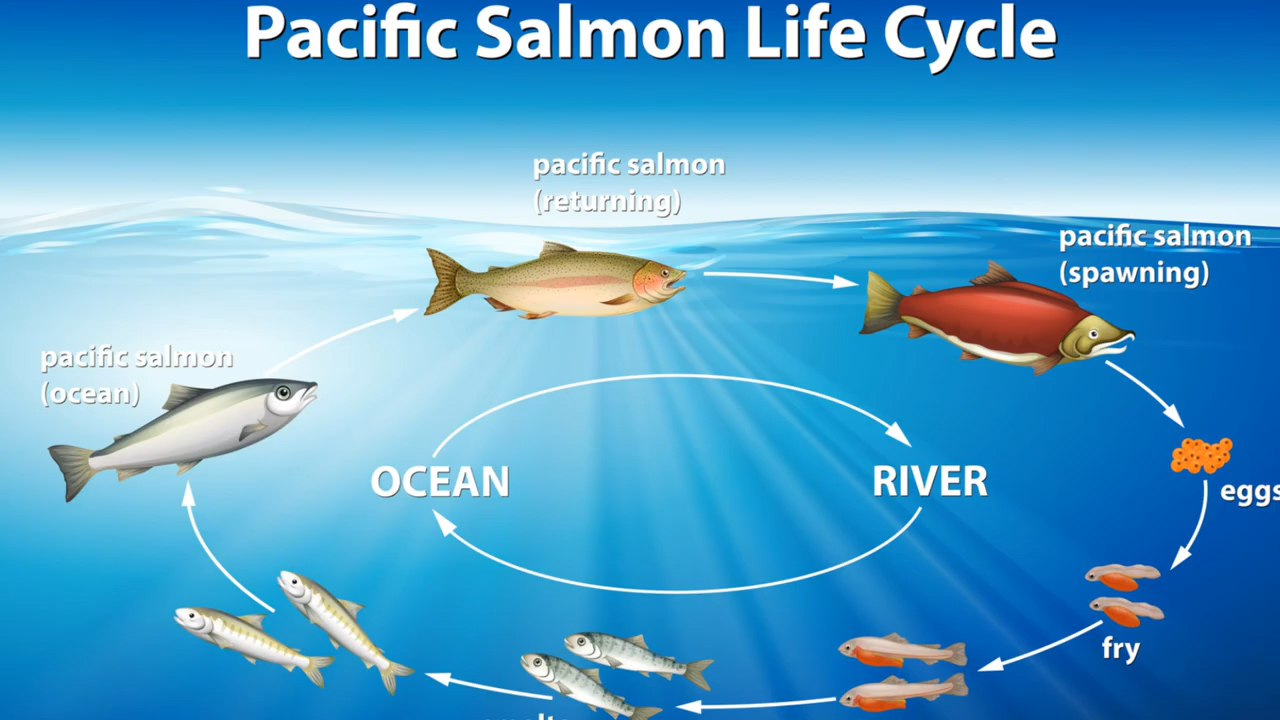 Pacific Salmon Life Cycle
pacific salmon
(returning)
pacific salmon
(spawning)
pacific salmon
(ocean)
OCEAN
RIVER
eggs
fry